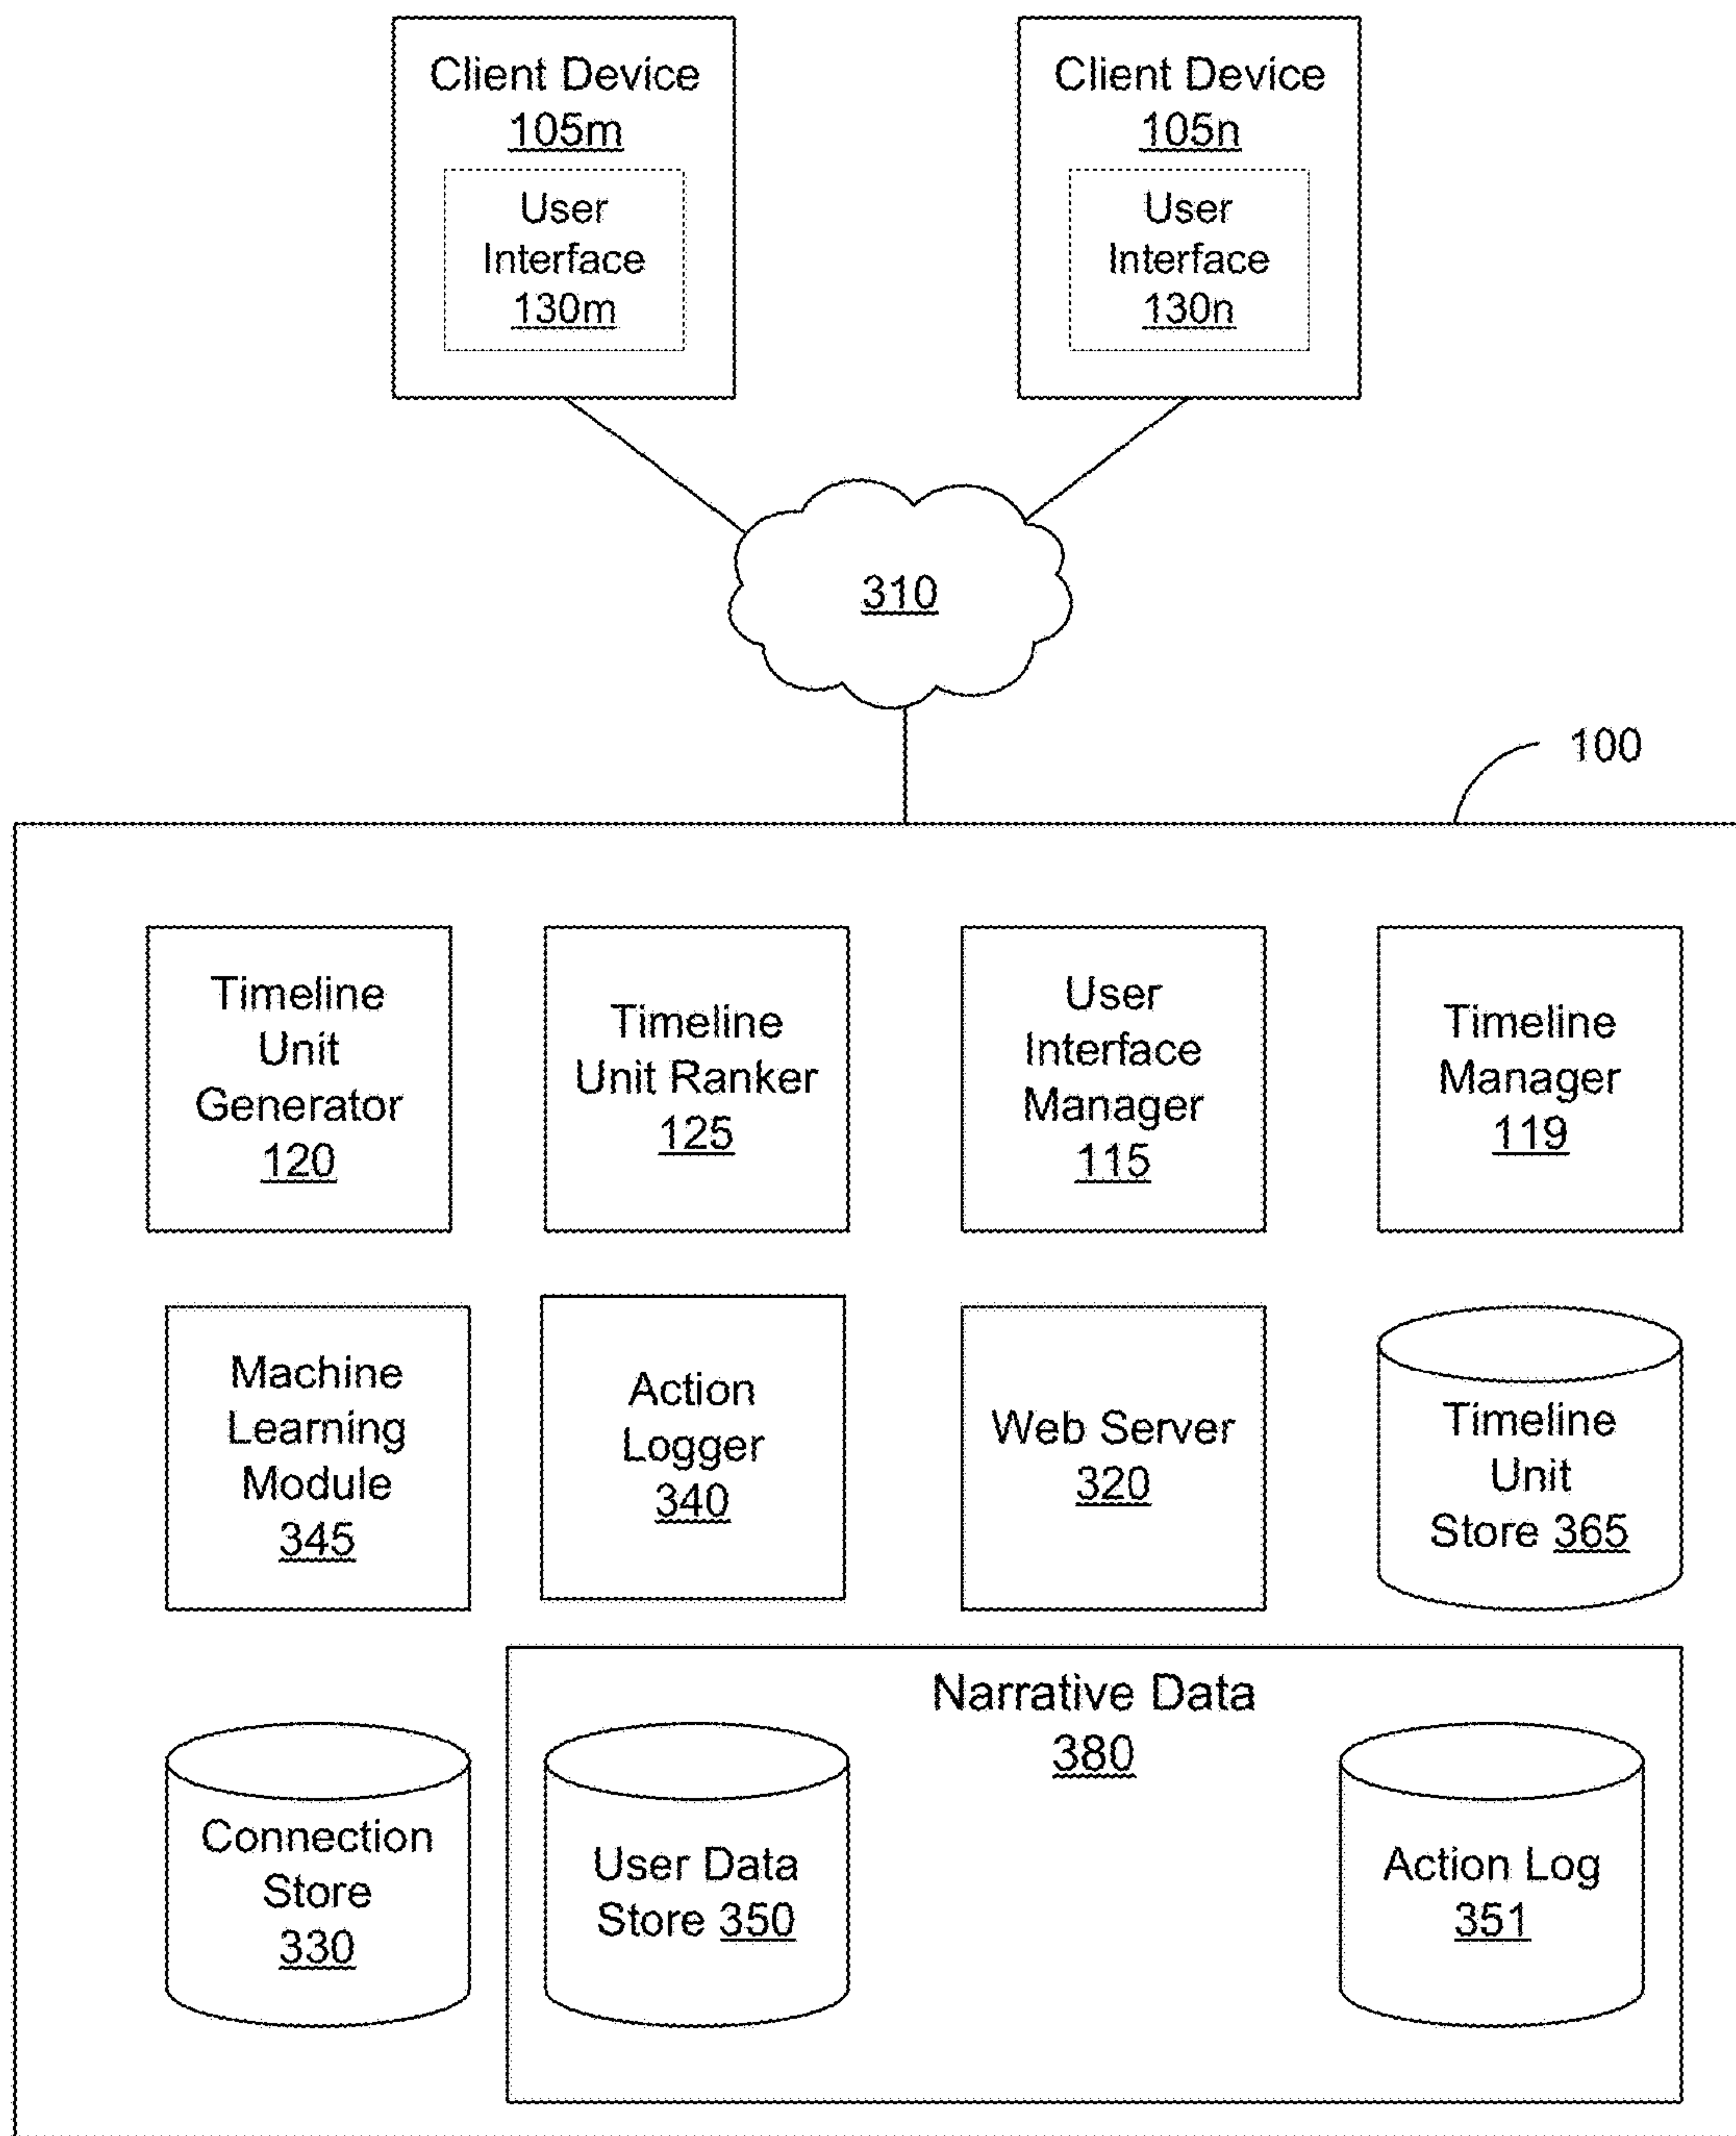 Client Device
105m
User
Interface
130m
Client Device
105n
User
Interface
130n
310
100
Timeline
Unit
Generator
120
Timeline
Unit Ranker
125
User
Interface
Manager
115
Timeline
Manager
119
Machine
Learning
Module
345
Action
Logger
340
Web Server
320
Timeline
Unit
Store 365
Connection
Store
330
Narrative Data
380
User Data
Store 350
Action Log
351